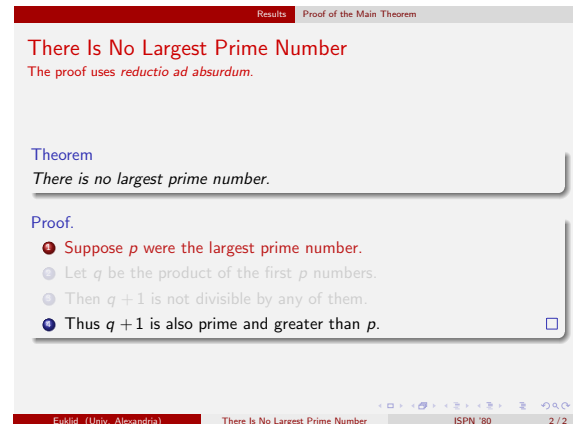 Results Proof of the Main Theorem
There Is No Largest Prime Number
The proof uses reductio ad absurdum.
Theorem
There is no largest prime number.
Proof.
1 Suppose p were the largest prime number.
2 Let q be the product of the first p numbers.
3 Then q + 1 is not divisible by any of them.
4 Thus q + 1 is also prime and greater than p.
Euklid (Univ. Alexandria) There Is No Largest Prime Number ISPN '80 2 / 2